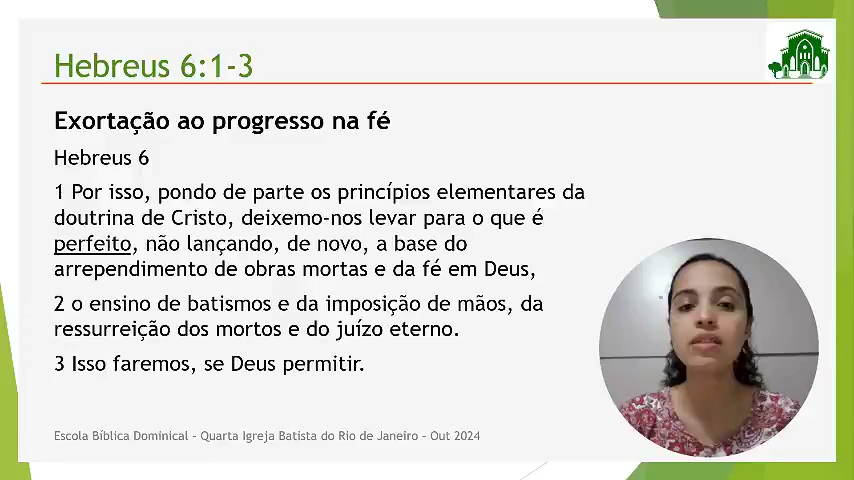 Hebreus 6:1-3
Exortação ao progresso na fé
Hebreus 6
1 Por isso, pondo de parte os princípios elementares da
doutrina de Cristo, deixemo-nos levar para o que é
perfeito, não lançando, de novo, a base do
arrependimento de obras mortas e da fé em Deus,
2 o ensino de batismos e da imposição de mãos, da
ressurreição dos mortos e do juízo eterno.
3 Isso faremos, se Deus permitir.
Escola Bíblica Dominical – Quarta Igreja Batista do Rio de Janeiro – Out 2024